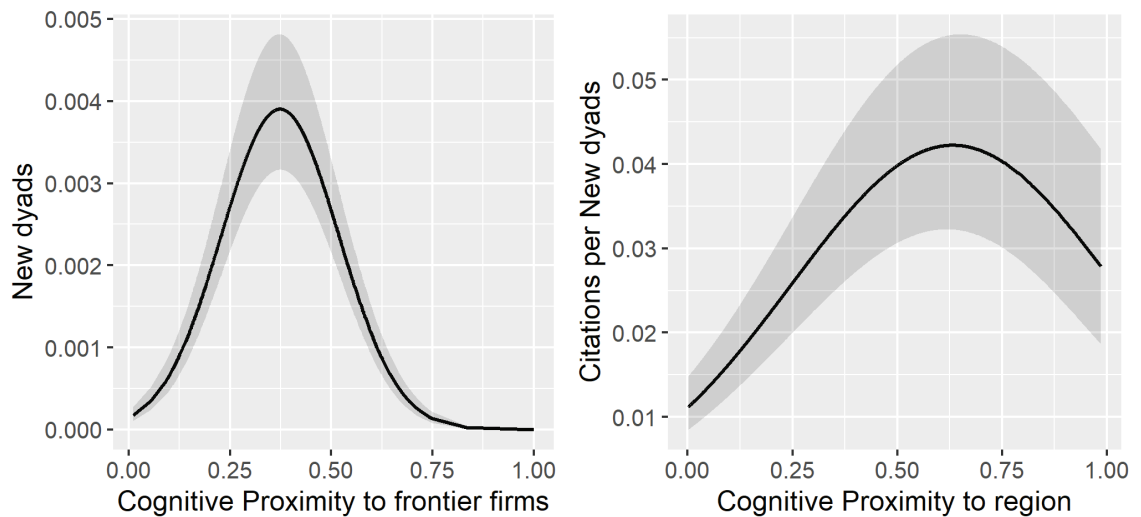 New dyads
0.005
0.004
0.003
0.002
0.001
0.000
0.00 0.25 0.50 0.75 1.00
Cognitive Proximity to frontier firms
Citations per New dyads
0.05
0.04
0.03
0.02
0.01
0.00 0.25 0.50 0.75 1.00
Cognitive Proximity to region